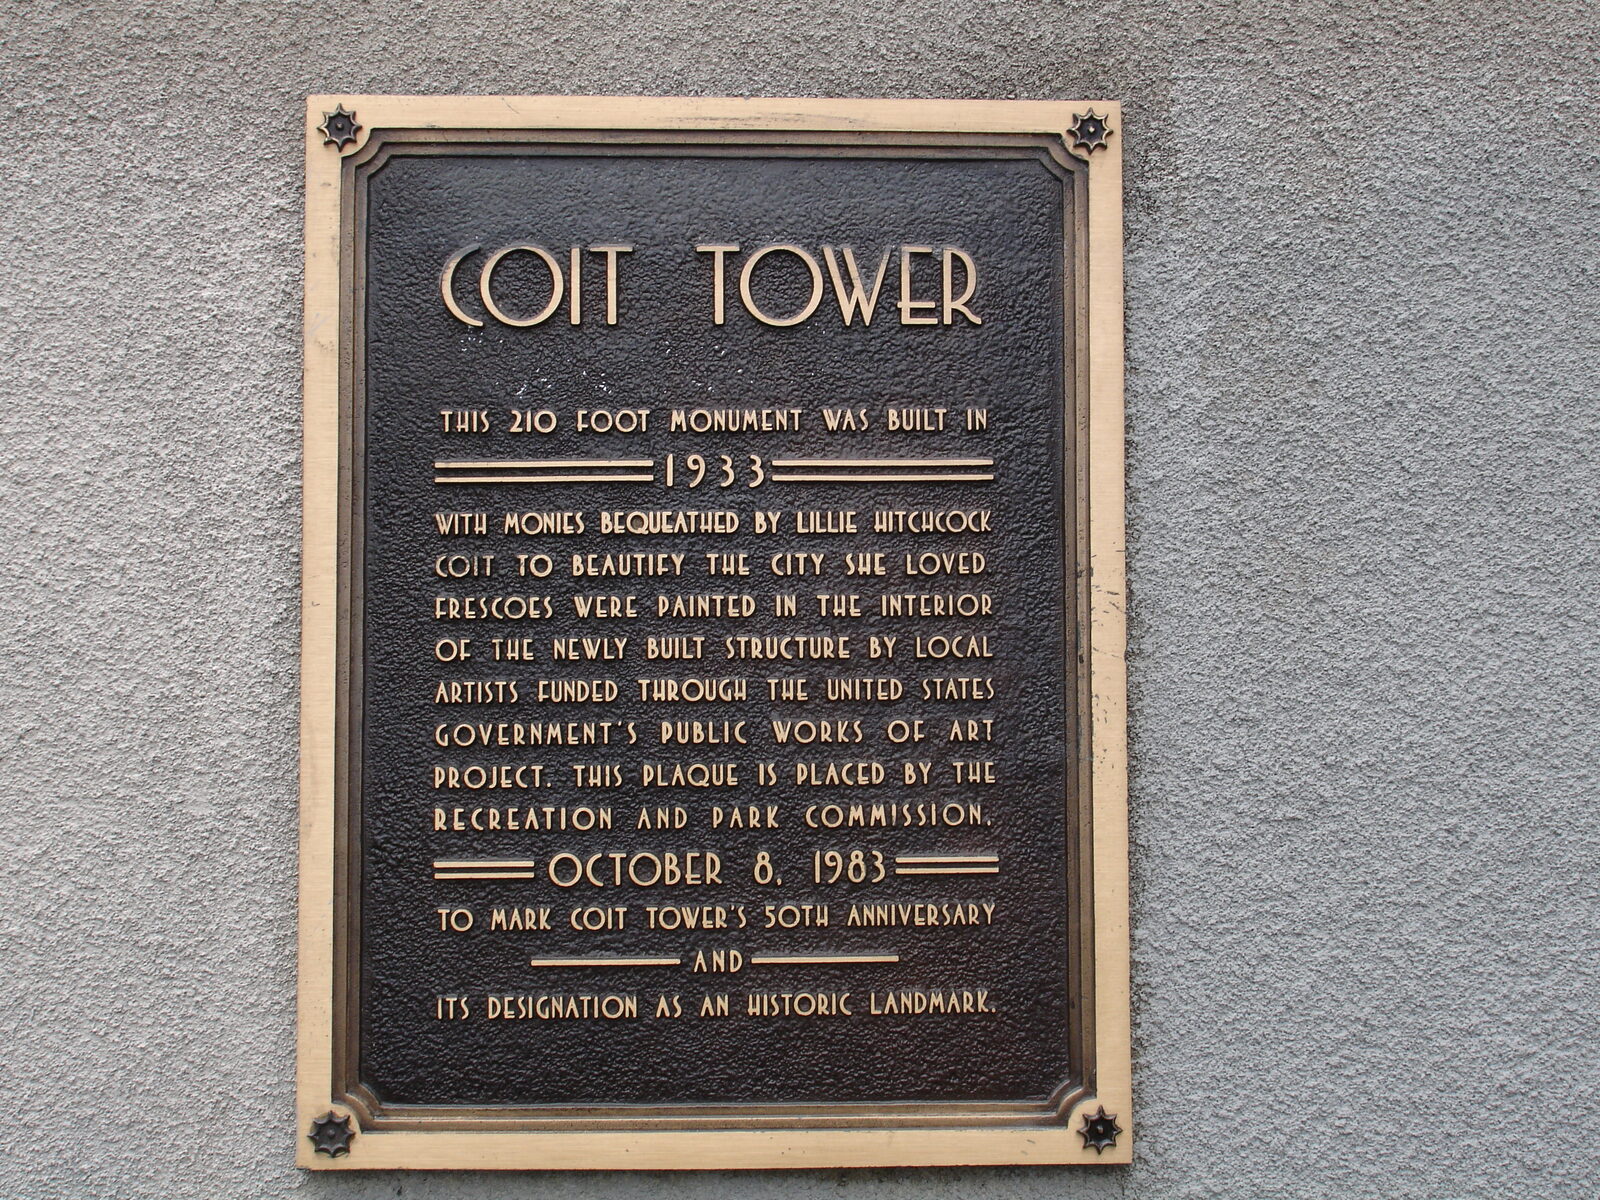 COIT TOWER
THIS 210 FOOT MONUMENT WAS BUILT IN
1933
WITH MONIES BEQUEATHED BY LILLIE HITCHCOCK
COIT TO BEAUTIFY THE CITY SHE LOVED
FRESCOES WERE PAINTED IN THE INTERIOR
OF THE NEWLY BUILT STRUCTURE BY LOCAL
ARTISTS FUNDED THROUGH THE UNITED STATES
GOVERNMENT'S PUBLIC WORKS OF ART
PROJECT. THIS PLAQUE IS PLACED BY THE
RECREATION AND PARK COMMISSION.
OCTOBER 8, 1983
TO MARK COIT TOWER'S 50TH ANNIVERSARY
AND
ITS DESIGNATION AS AN HISTORIC LANDMARK.